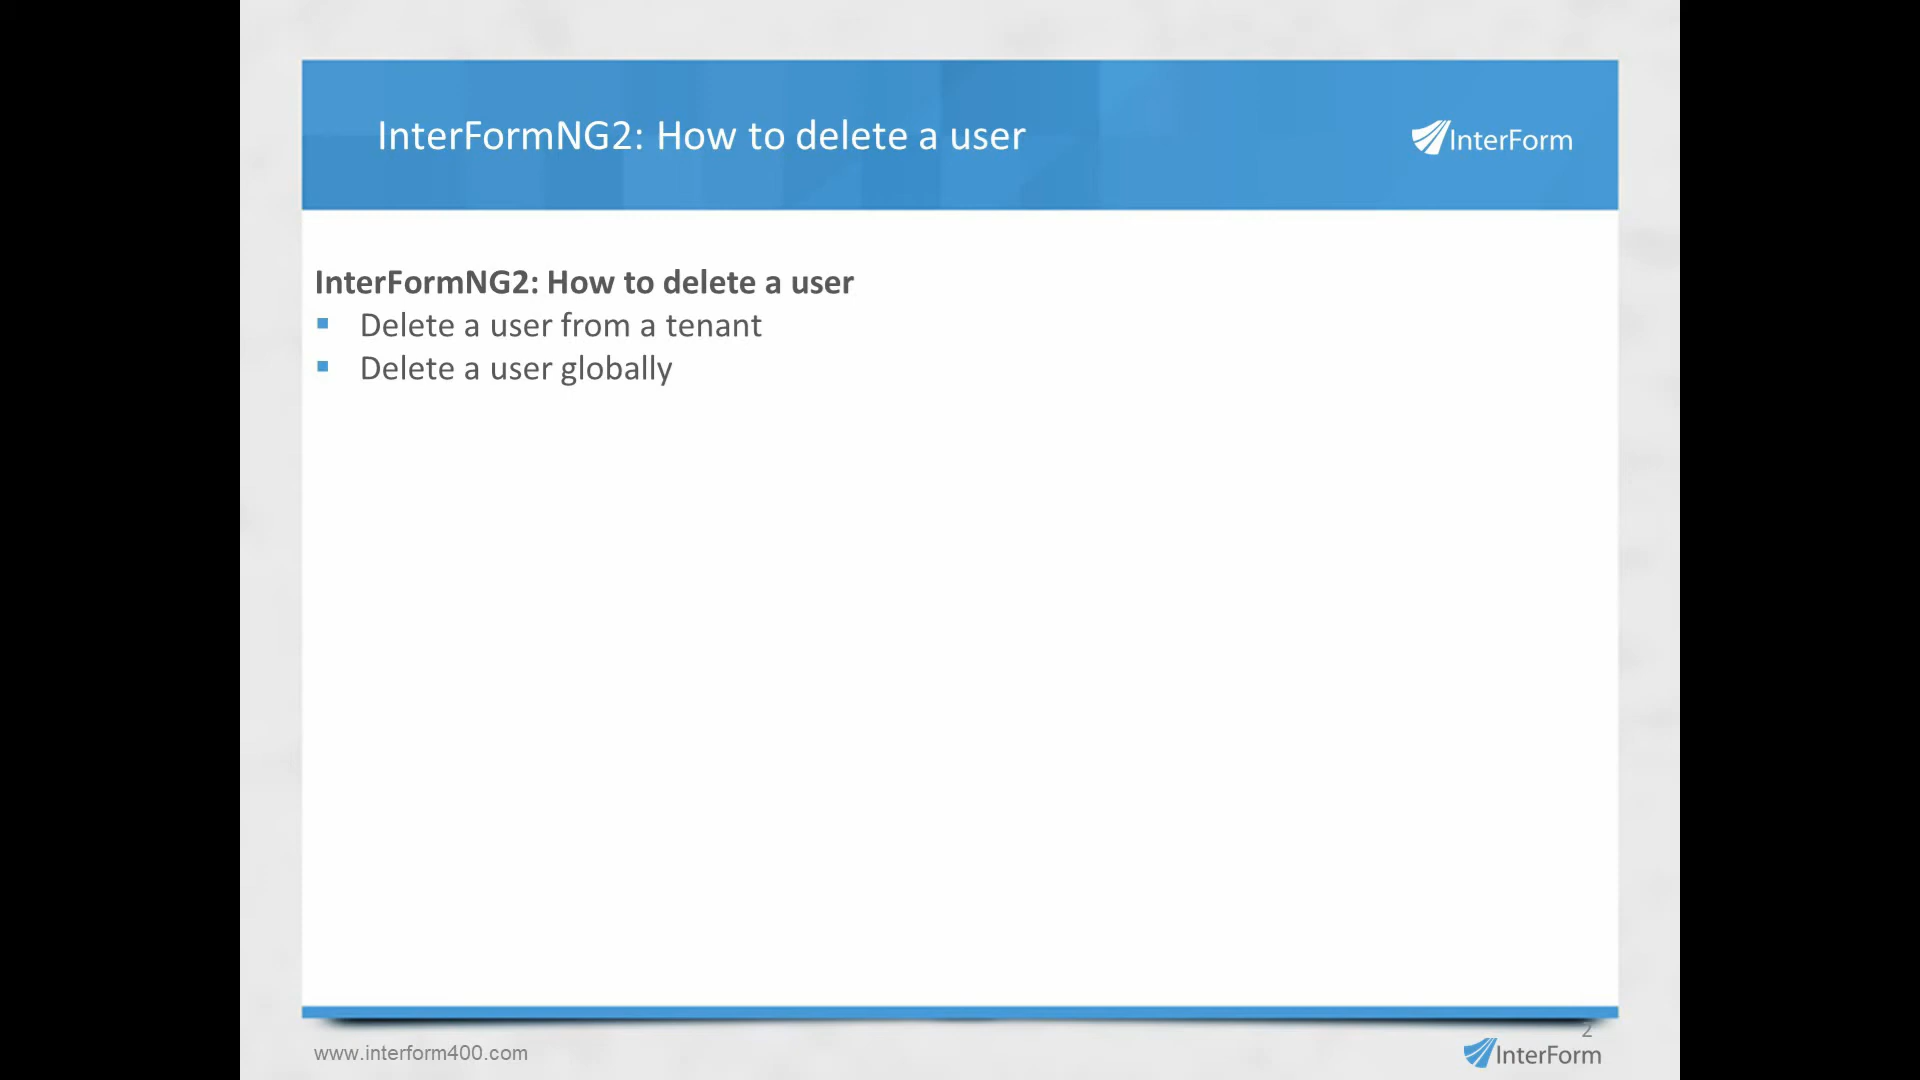 InterFormNG2: How to delete a user
InterForm
InterFormNG2: How to delete a user
▪ Delete a user from a tenant
▪ Delete a user globally
2
www.interform400.com
InterForm